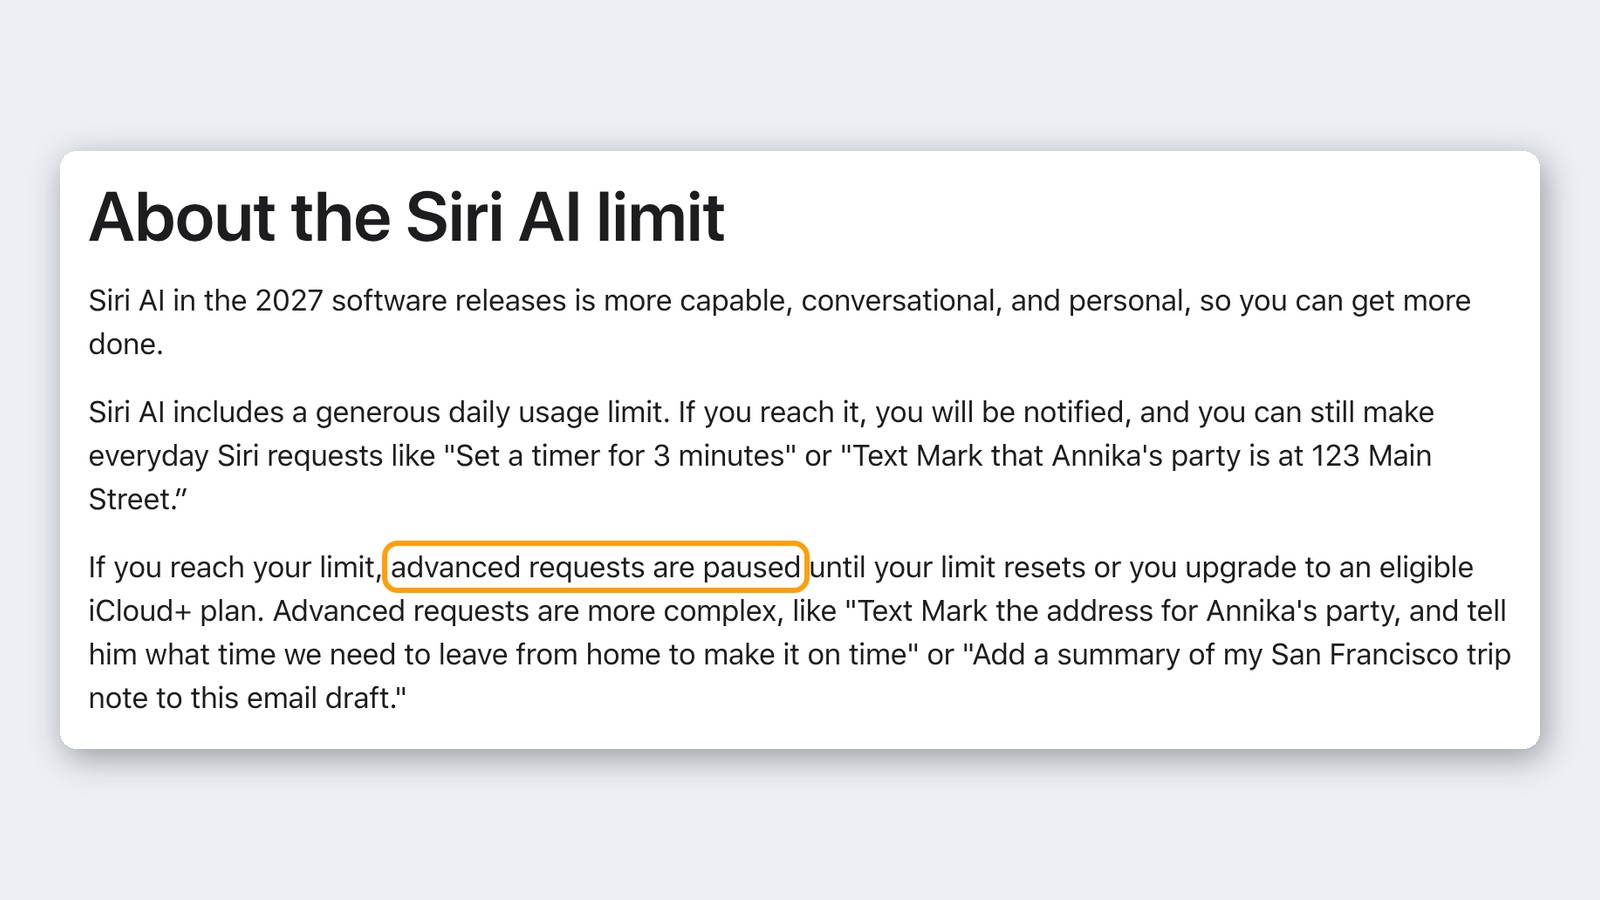 About the Siri AI limit
Siri AI in the 2027 software releases is more capable, conversational, and personal, so you can get more
done.
Siri AI includes a generous daily usage limit. If you reach it, you will be notified, and you can still make
everyday Siri requests like "Set a timer for 3 minutes" or "Text Mark that Annika's party is at 123 Main
Street.”
If you reach your limit, advanced requests are paused until your limit resets or you upgrade to an eligible
iCloud+ plan. Advanced requests are more complex, like "Text Mark the address for Annika's party, and tell
him what time we need to leave from home to make it on time" or "Add a summary of my San Francisco trip
note to this email draft."